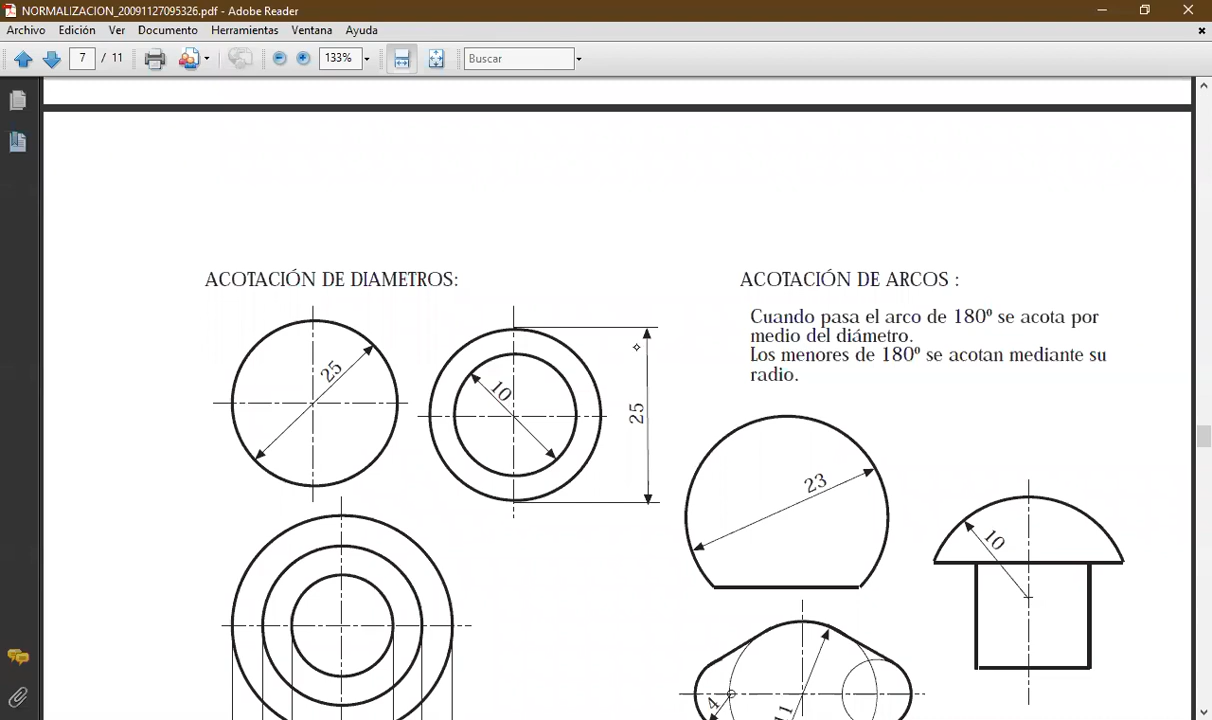 NORMALIZACION_20091127095326.pdf - Adobe Reader
Archivo Edición Ver Documento Herramientas Ventana Ayuda
7 / 11 133% Buscar
ACOTACIÓN DE DIAMETROS:
25
10
25
ACOTACIÓN DE ARCOS :
Cuando pasa el arco de 180º se acota por
medio del diámetro.
Los menores de 180º se acotan mediante su
radio.
23
10
4
11